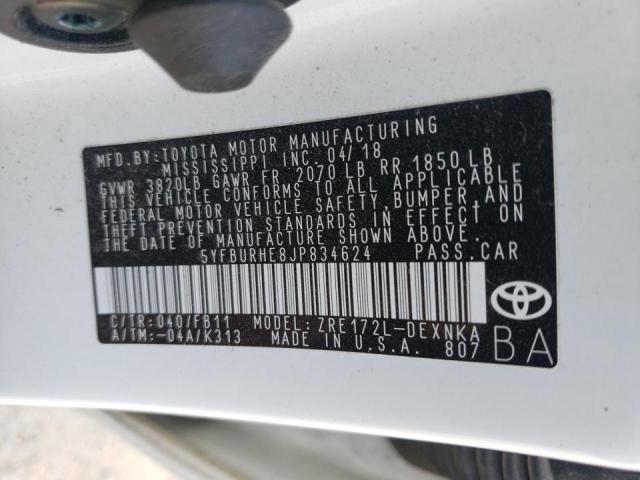 MFD.BY:TOYOTA MOTOR MANUFACTURING
MISSISSIPPI INC. 04/18
GVWR 3820LB GAWR FR 2070 LB RR 1850 LB
THIS VEHICLE CONFORMS TO ALL APPLICABLE
FEDERAL MOTOR VEHICLE SAFETY, BUMPER, AND
THEFT PREVENTION STANDARDS IN EFFECT ON
THE DATE OF MANUFACTURE SHOWN ABOVE.
5YFBURHE8JP834624 PASS.CAR
C/TR:040/FB11 MODEL: ZRE172L-DEXNKA
A/TM:-04A/K313 MADE IN U.S.A. 807
BA